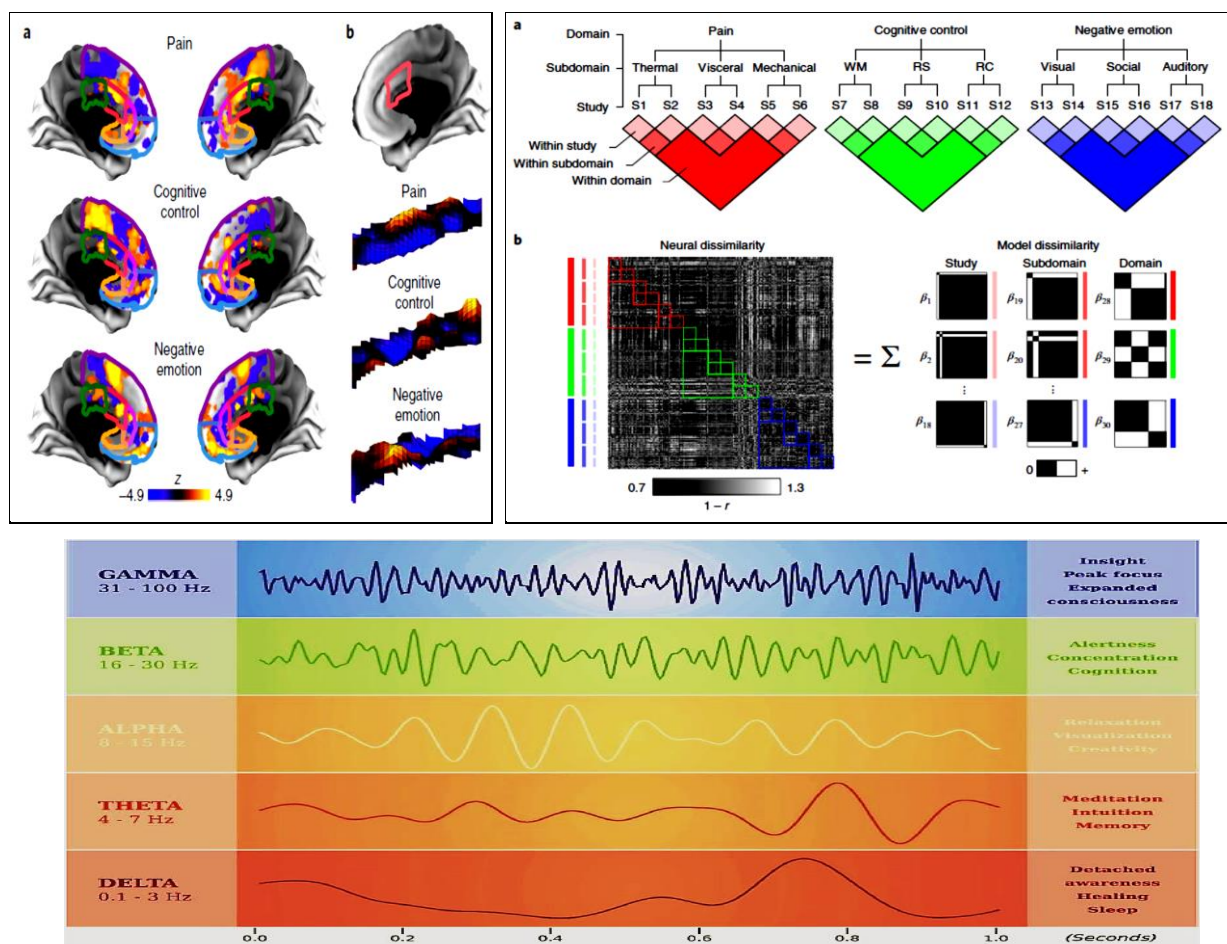 a
Pain
b
Pain
Cognitive
control
Cognitive
control
Negative
emotion
Negative
emotion
Z
–4.9
4.9
a
Domain
Pain
Cognitive control
Negative emotion
Subdomain
Thermal
Visceral
Mechanical
WM
RS
RC
Visual
Social
Auditory
Study
S1 S2 S3 S4 S5 S6
S7 S8 S9 S10 S11 S12
S13 S14 S15 S16 S17 S18
Within study
Within subdomain
Within domain
b
Neural dissimilarity
Model dissimilarity
Study
Subdomain
Domain
β1
β19
β28
= Σ
β2
β20
β29
⋮
⋮
β18
β27
β30
0.7
1.3
1 – r
0
+
GAMMA
31 - 100 Hz
Insight
Peak focus
Expanded
consciousness
BETA
16 - 30 Hz
Alertness
Concentration
Cognition
ALPHA
8 - 15 Hz
Relaxation
Visualization
Creativity
THETA
4 - 7 Hz
Meditation
Intuition
Memory
DELTA
0.1 - 3 Hz
Detached
awareness
Healing
Sleep
0.0 0.2 0.4 0.6 0.8 1.0 (Seconds)